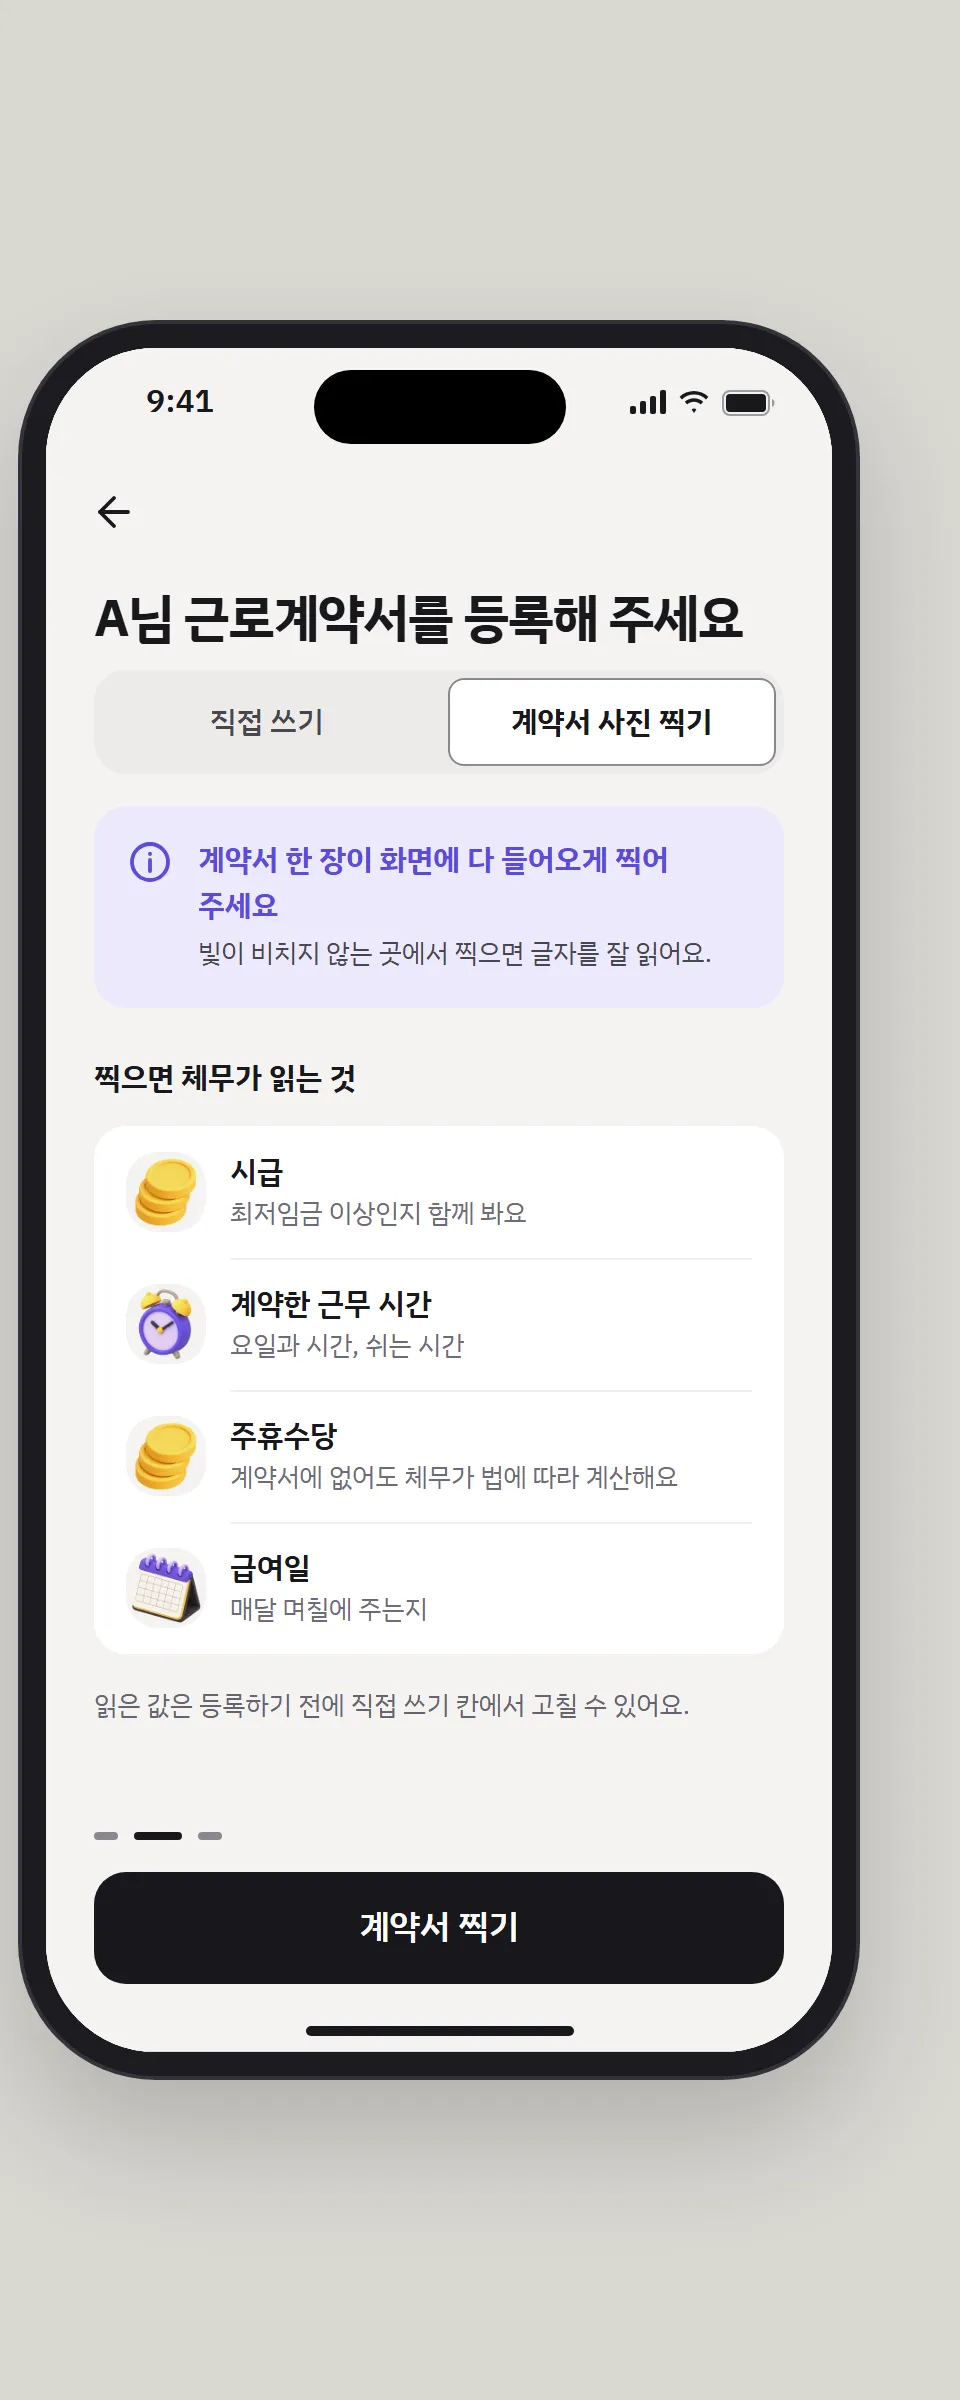 9:41
A님 근로계약서를 등록해 주세요
직접 쓰기
계약서 사진 찍기
계약서 한 장이 화면에 다 들어오게 찍어
주세요
빛이 비치지 않는 곳에서 찍으면 글자를 잘 읽어요.
찍으면 체무가 읽는 것
시급
최저임금 이상인지 함께 봐요
계약한 근무 시간
요일과 시간, 쉬는 시간
주휴수당
계약서에 없어도 체무가 법에 따라 계산해요
급여일
매달 며칠에 주는지
읽은 값은 등록하기 전에 직접 쓰기 칸에서 고칠 수 있어요.
계약서 찍기